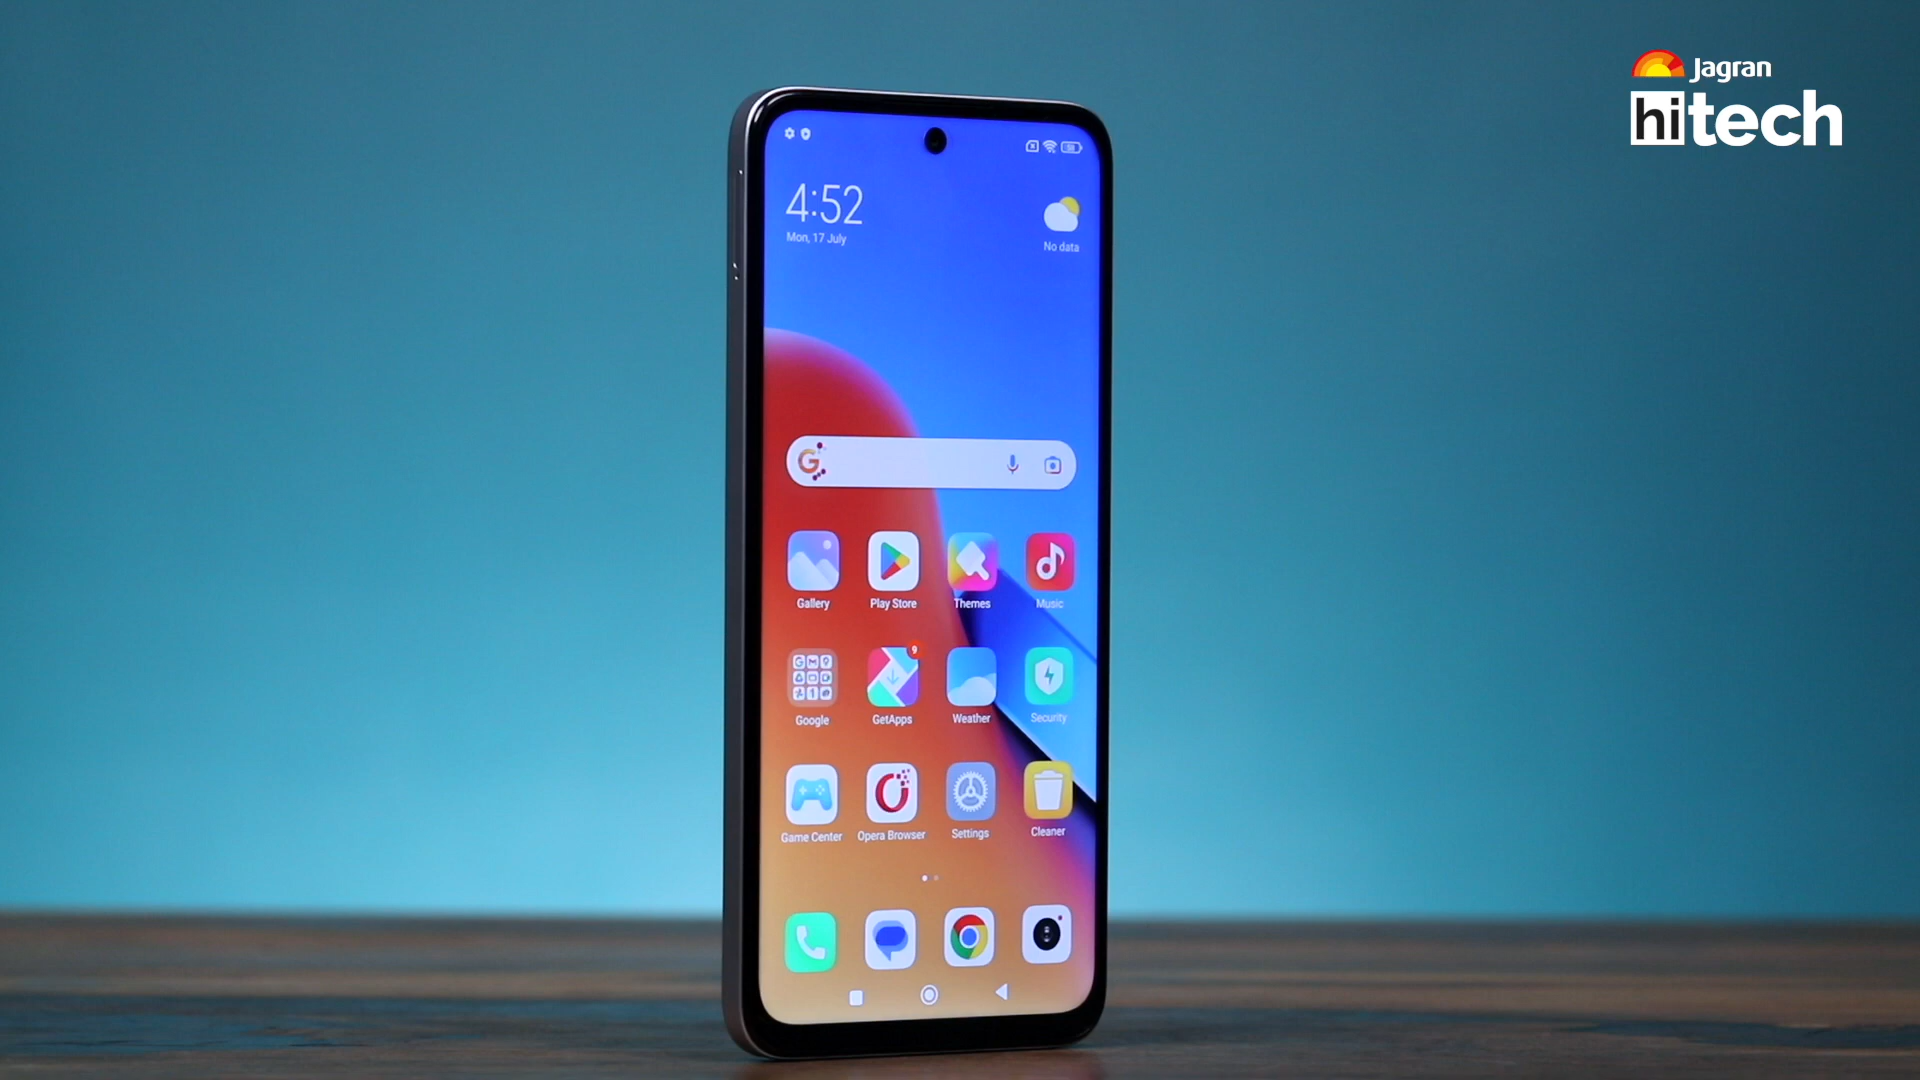 Jagran
hitech
4:52
Mon, 17 July
No data
G
Gallery
Play Store
Themes
Music
9
Google
GetApps
Weather
Security
Game Center
Opera Browser
Settings
Cleaner